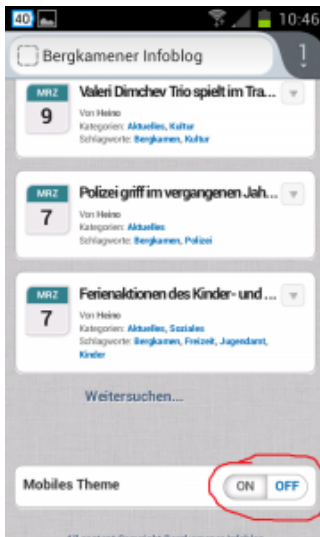 40
10:46
Bergkamener Infoblog
1
MRZ
9
Valeri Dimchev Trio spielt im Tra...
Von Heino
Kategorien: Aktuelles, Kultur
Schlagworte: Bergkamen, Kultur
MRZ
7
Polizei griff im vergangenen Jah...
Von Heino
Kategorien: Aktuelles
Schlagworte: Bergkamen, Polizei
MRZ
7
Ferienaktionen des Kinder- und ...
Von Heino
Kategorien: Aktuelles, Soziales
Schlagworte: Bergkamen, Freizeit, Jugendamt,
Kinder
Weitersuchen...
Mobiles Theme
ON OFF